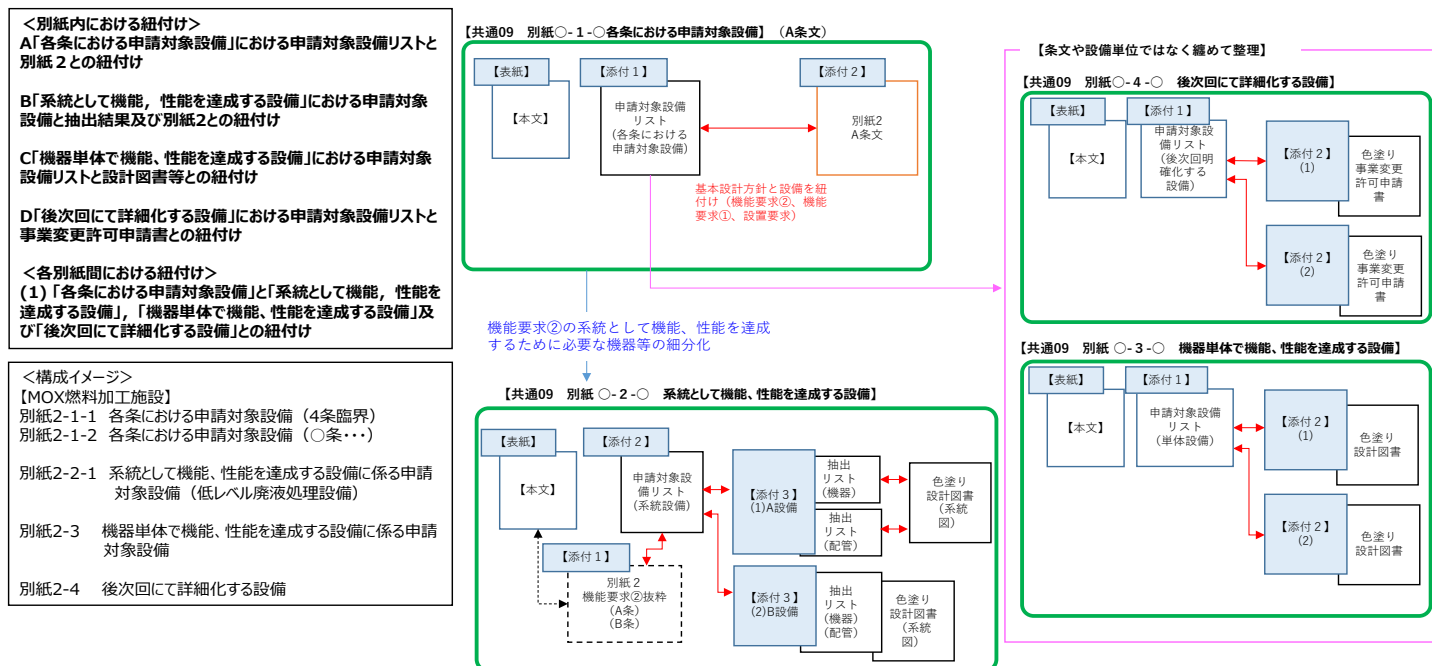 ＜別紙内における紐付け＞
A「各条における申請対象設備」における申請対象設備リストと
別紙２との紐付け
B「系統として機能，性能を達成する設備」における申請対象
設備と抽出結果及び別紙2との紐付け
C「機器単体で機能、性能を達成する設備」における申請対象
設備リストと設計図書等との紐付け
D「後次回にて詳細化する設備」における申請対象設備リストと
事業変更許可申請書との紐付け
＜各別紙間における紐付け＞
(1)「各条における申請対象設備」と「系統として機能，性能を
達成する設備」，「機器単体で機能、性能を達成する設備」及
び「後次回にて詳細化する設備」との紐付け
＜構成イメージ＞
【MOX燃料加工施設】
別紙2-1-1 各条における申請対象設備（4条臨界）
別紙2-1-2 各条における申請対象設備（○条・・・）
別紙2-2-1 系統として機能、性能を達成する設備に係る申請
対象設備（低レベル廃液処理設備）
別紙2-3 機器単体で機能、性能を達成する設備に係る申請
対象設備
別紙2-4 後次回にて詳細化する設備
【共通09 別紙○-１-○各条における申請対象設備】（A条文）
【表紙】
【本文】
【添付１】
申請対象設備
リスト
(各条における
申請対象設備)
【添付２】
別紙2
A条文
基本設計方針と設備を紐
付け（機能要求②、機能
要求①、設置要求）
機能要求②の系統として機能、性能を達成
するために必要な機器等の細分化
【共通09 別紙 ○-２-○ 系統として機能、性能を達成する設備】
【表紙】
【本文】
【添付２】
申請対象設
備リスト
(系統設備)
【添付１】
別紙２
機能要求②抜粋
(A条)
(B条)
【添付３】
(1)A設備
抽出
リスト
(機器)
抽出
リスト
(配管)
色塗り
設計図書
(系統
図)
【添付３】
(2)B設備
抽出
リスト
(機器)
(配管)
色塗り
設計図書
(系統
図)
【条文や設備単位ではなく纏めて整理】
【共通09 別紙○-４-○ 後次回にて詳細化する設備】
【表紙】
【本文】
【添付１】
申請対象設
備リスト
(後次回明
確化する
設備)
【添付２】
(1)
色塗り
事業変更
許可申請
書
【添付２】
(2)
色塗り
事業変更
許可申請
書
【共通09 別紙 ○-３-○ 機器単体で機能、性能を達成する設備】
【表紙】
【本文】
【添付１】
申請対象設備
リスト
(単体設備)
【添付２】
(1)
色塗り
設計図書
【添付２】
(2)
色塗り
設計図書